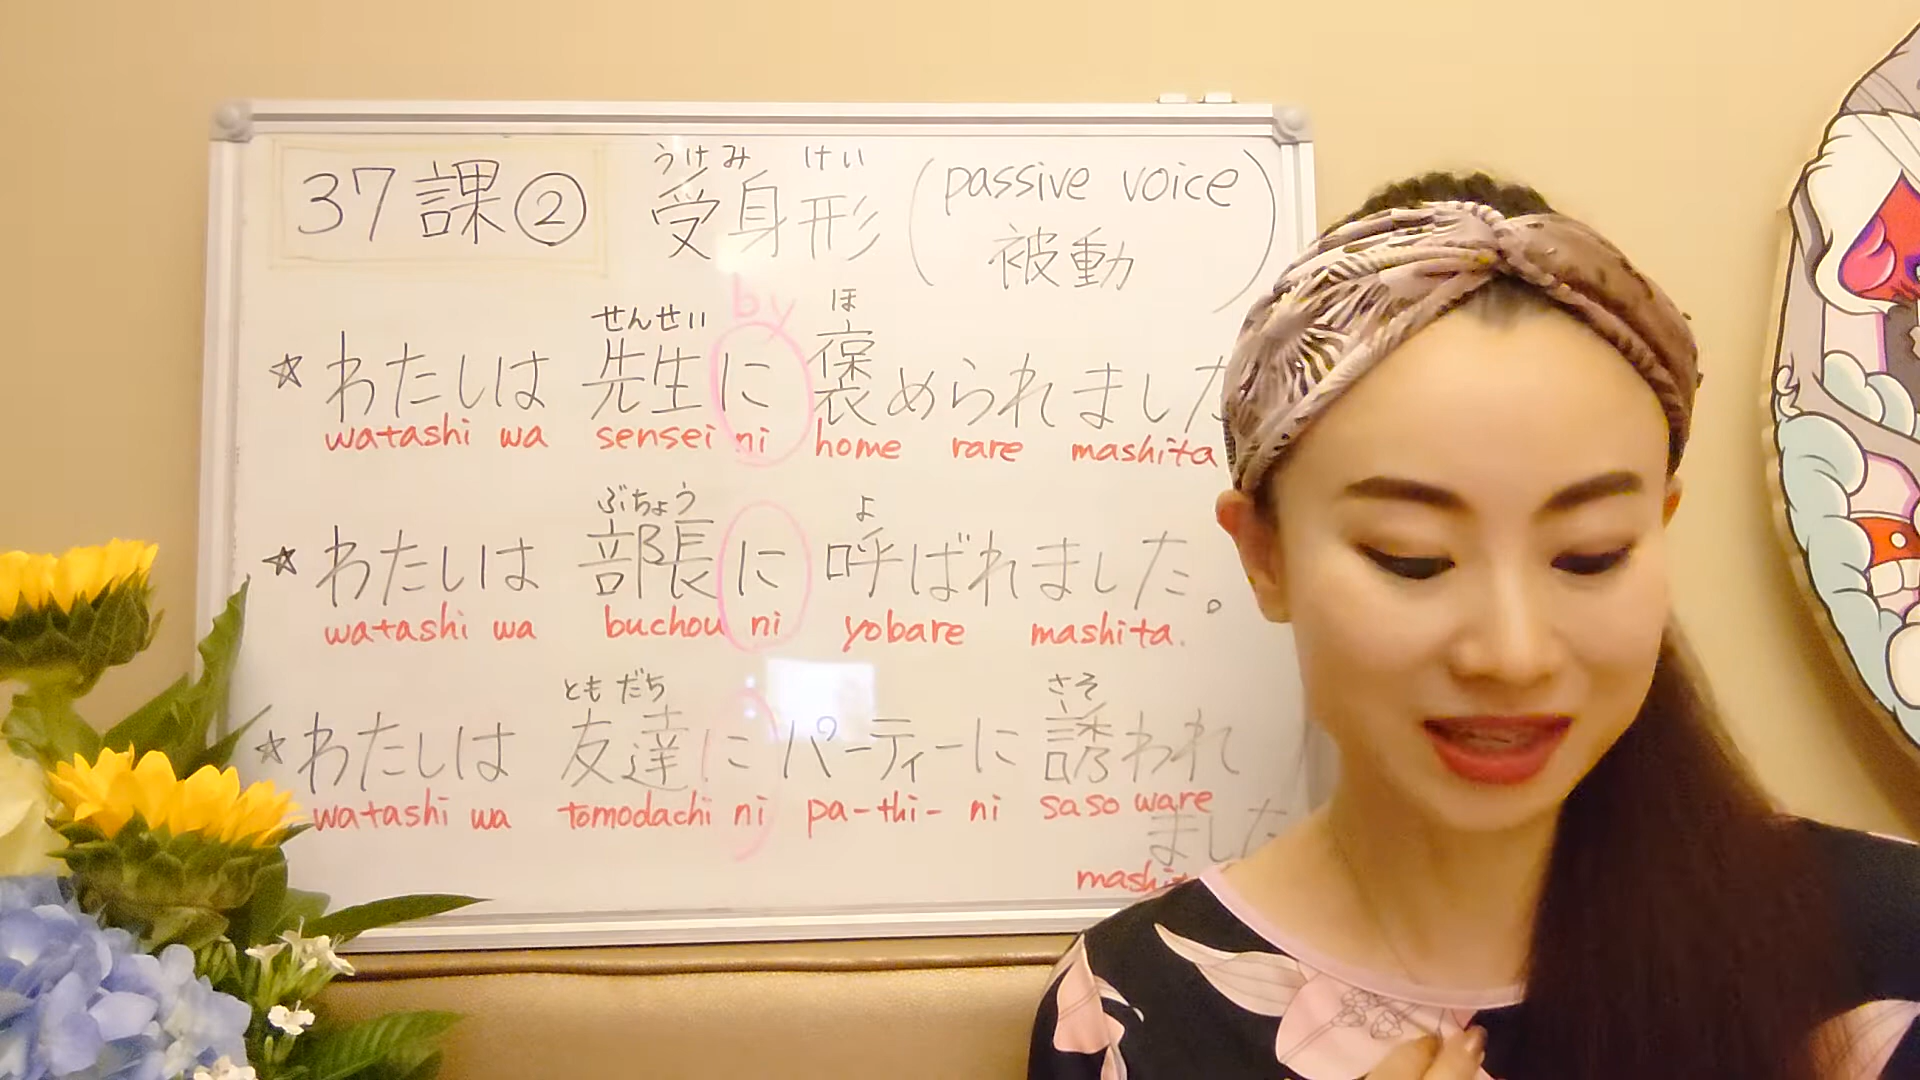 うけみ けい
37課② 受身形 (passive voice
被動)
by
せんせい ほ
☆ わたしは 先生に 褒められました
watashi wa sensei ni home rare mashita
ぶちょう よ
☆ わたしは 部長に 呼ばれました。
watashi wa buchou ni yobare mashita.
ともだち さそ
☆ わたしは 友達に パーティーに 誘われ
watashi wa tomodachi ni pa-thi- ni saso ware
ました
mashi